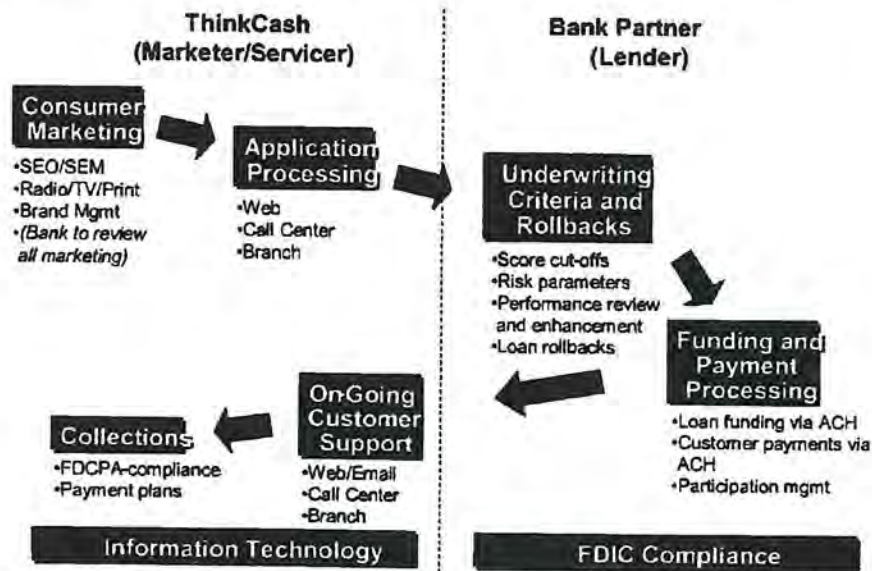 ThinkCash
(Marketer/Servicer)
Bank Partner
(Lender)
Consumer
Marketing
•SEO/SEM
•Radio/TV/Print
•Brand Mgmt
•(Bank to review
all marketing)
Application
Processing
•Web
•Call Center
•Branch
Underwriting
Criteria and
Rollbacks
•Score cut-offs
•Risk parameters
•Performance review
and enhancement
•Loan rollbacks
Funding and
Payment
Processing
•Loan funding via ACH
•Customer payments via
ACH
•Participation mgmt
On-Going
Customer
Support
•Web/Email
•Call Center
•Branch
Collections
•FDCPA-compliance
•Payment plans
Information Technology
FDIC Compliance